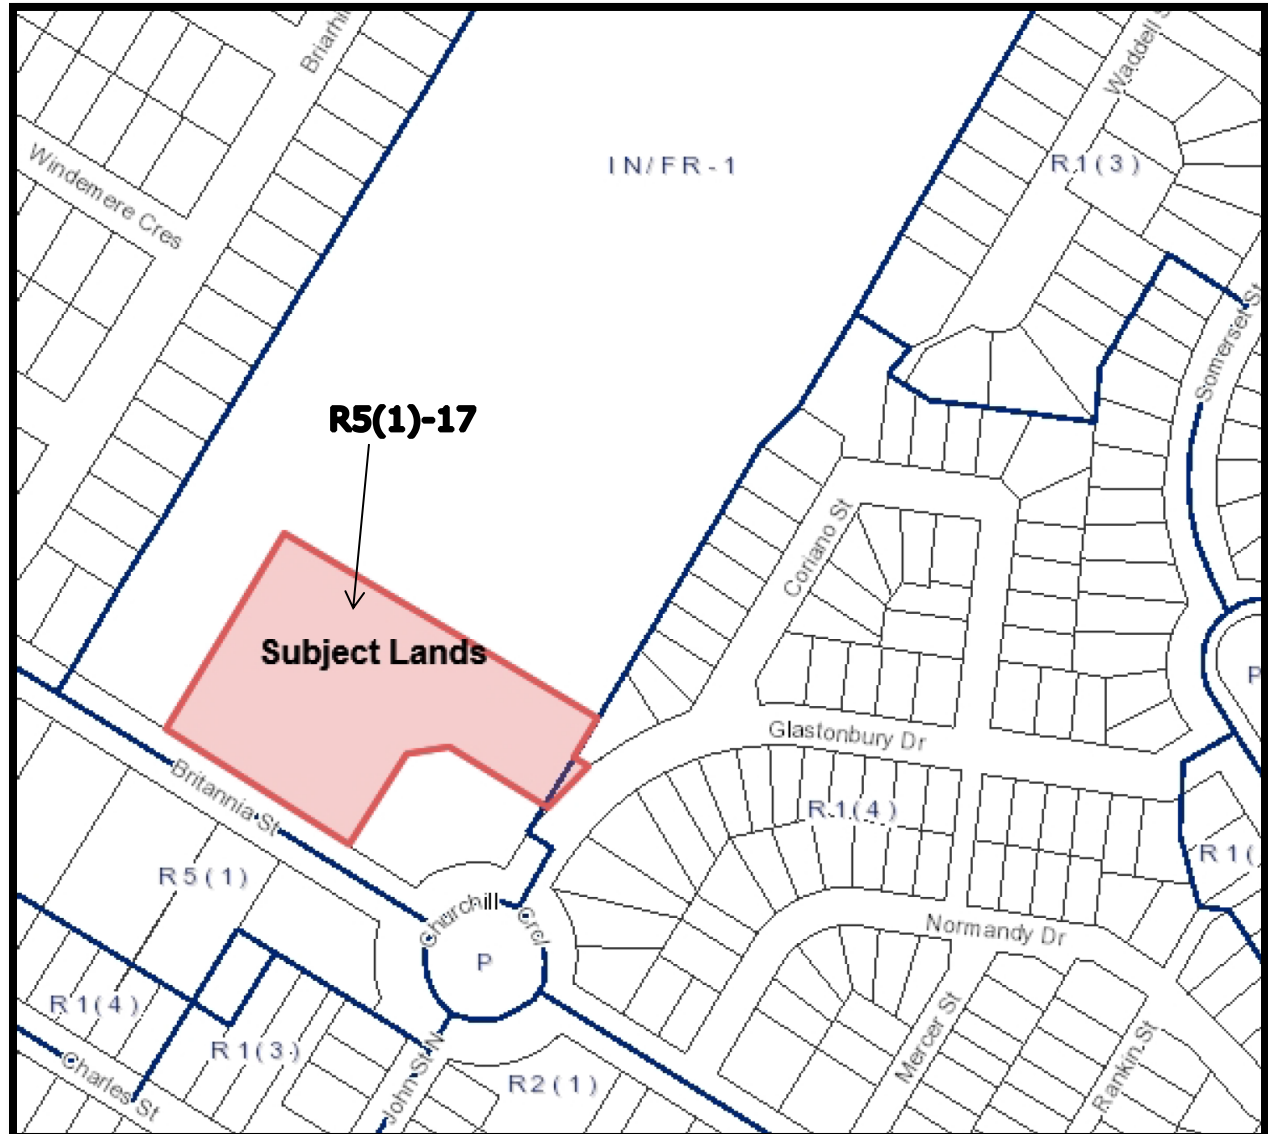 Briarhi
Waddell S
IN/FR-1
R1(3)
Windemere Cres
Somerset St
R5(1)-17
Coriano St
Subject Lands
P
Glastonbury Dr
Britannia St
R1(4)
R5(1)
R1(
Churchill Cre
Normandy Dr
P
R1(4)
R1(3)
Mercer St
Rankin St
Charles St
John St N
R2(1)